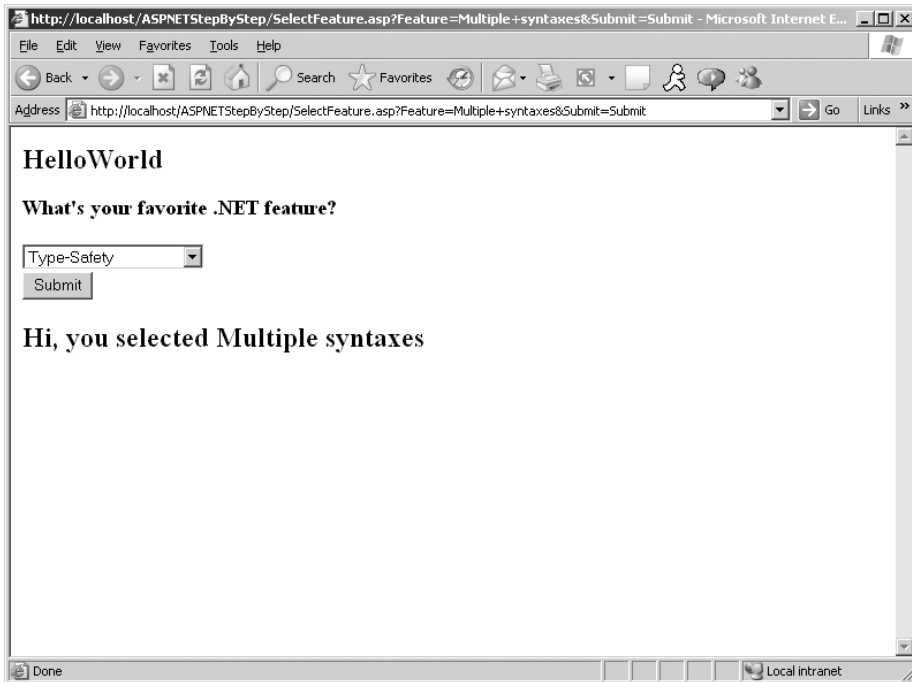 http://localhost/ASPNETStepByStep/SelectFeature.asp?Feature=Multiple+syntaxes&Submit=Submit - Microsoft Internet E...
File Edit View Favorites Tools Help
Back Search Favorites
Address http://localhost/ASPNETStepByStep/SelectFeature.asp?Feature=Multiple+syntaxes&Submit=Submit Go Links »
HelloWorld
What's your favorite .NET feature?
Type-Safety
Submit
Hi, you selected Multiple syntaxes
Done Local intranet